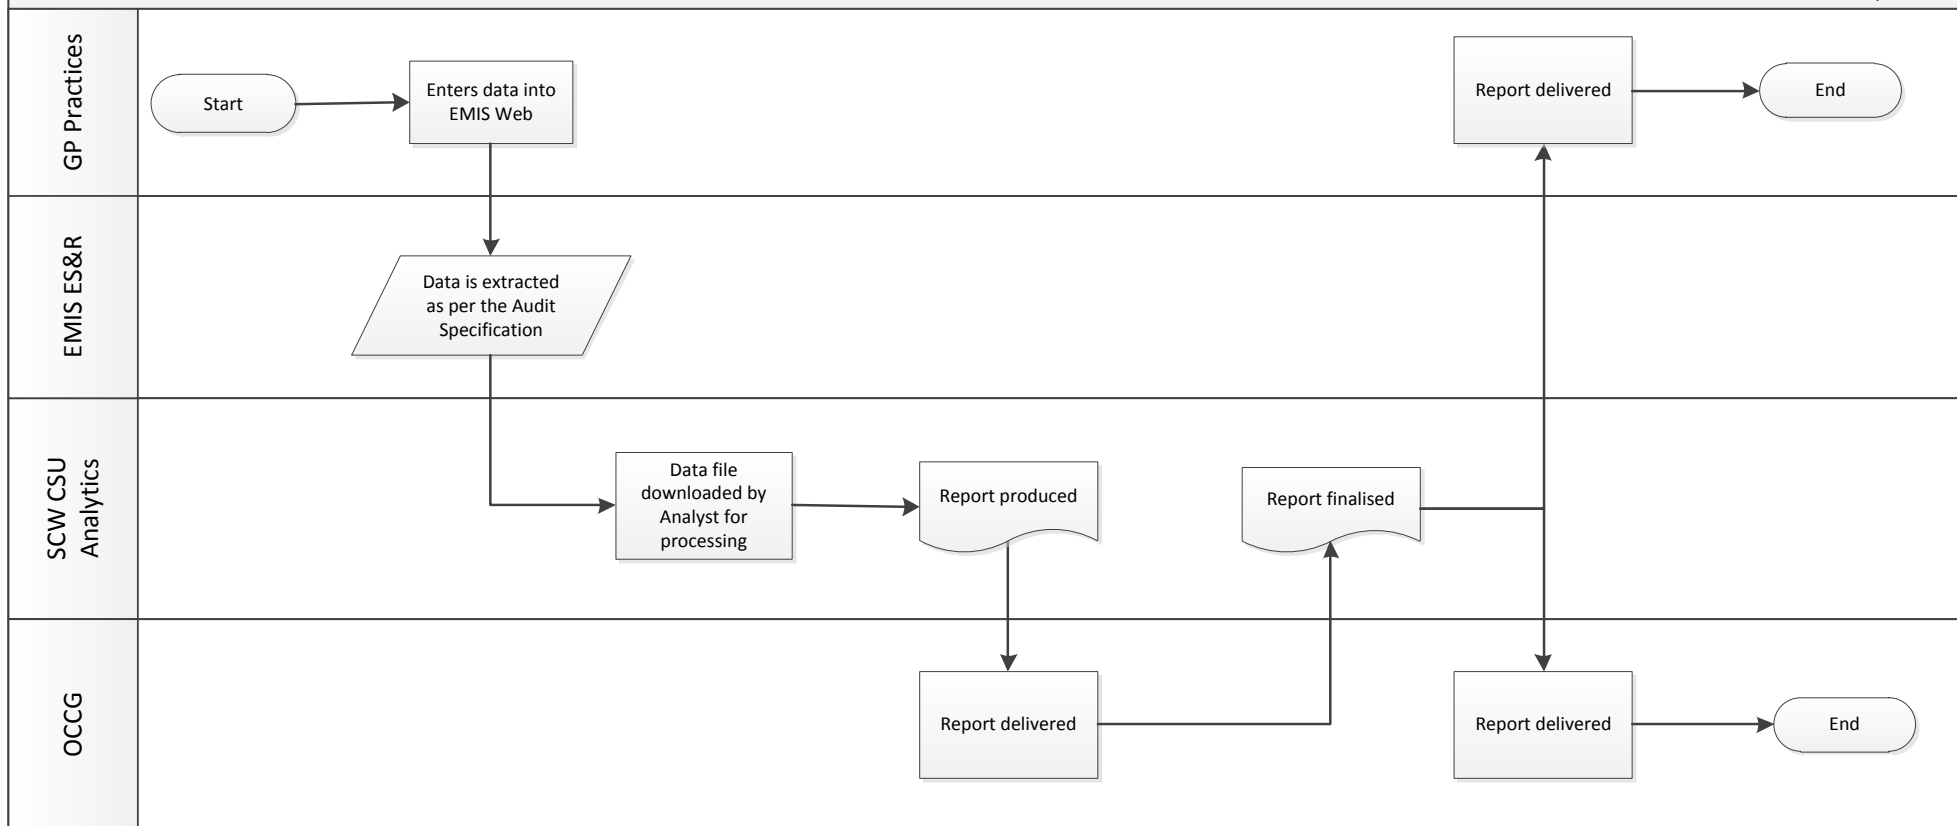 GP Practices
Start
Enters data into
EMIS Web
Report delivered
End
EMIS ES&R
Data is extracted
as per the Audit
Specification
SCW CSU
Analytics
Data file
downloaded by
Analyst for
processing
Report produced
Report finalised
OCCG
Report delivered
Report delivered
End